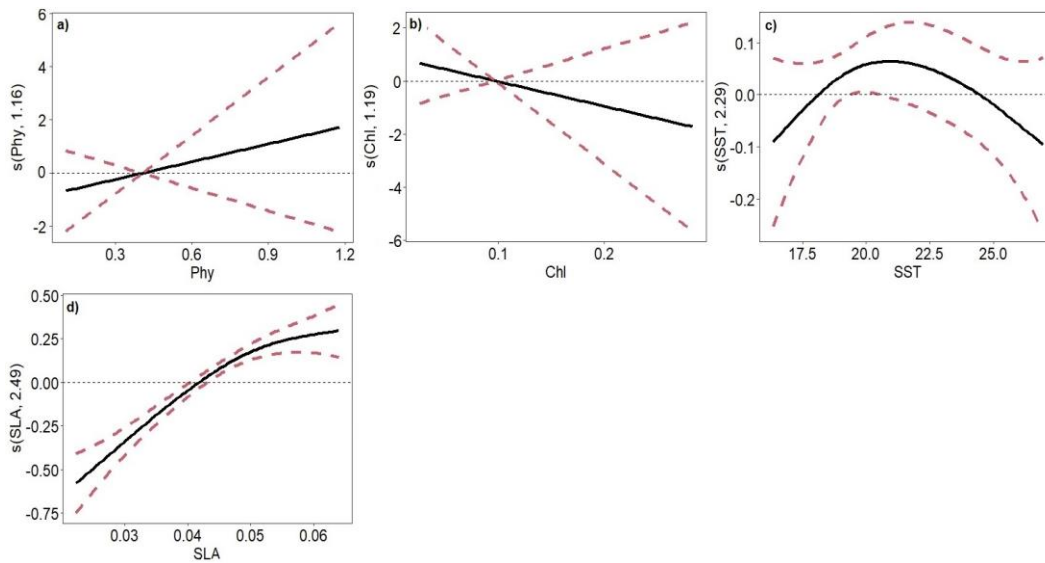 a)
6
4
2
0
-2
s(Phy, 1.16)
0.3 0.6 0.9 1.2
Phy
b)
2
0
-2
-4
-6
s(Chl, 1.19)
0.1 0.2
Chl
c)
0.1
0.0
-0.1
-0.2
s(SST, 2.29)
17.5 20.0 22.5 25.0
SST
d)
0.50
0.25
0.00
-0.25
-0.50
-0.75
s(SLA, 2.49)
0.03 0.04 0.05 0.06
SLA